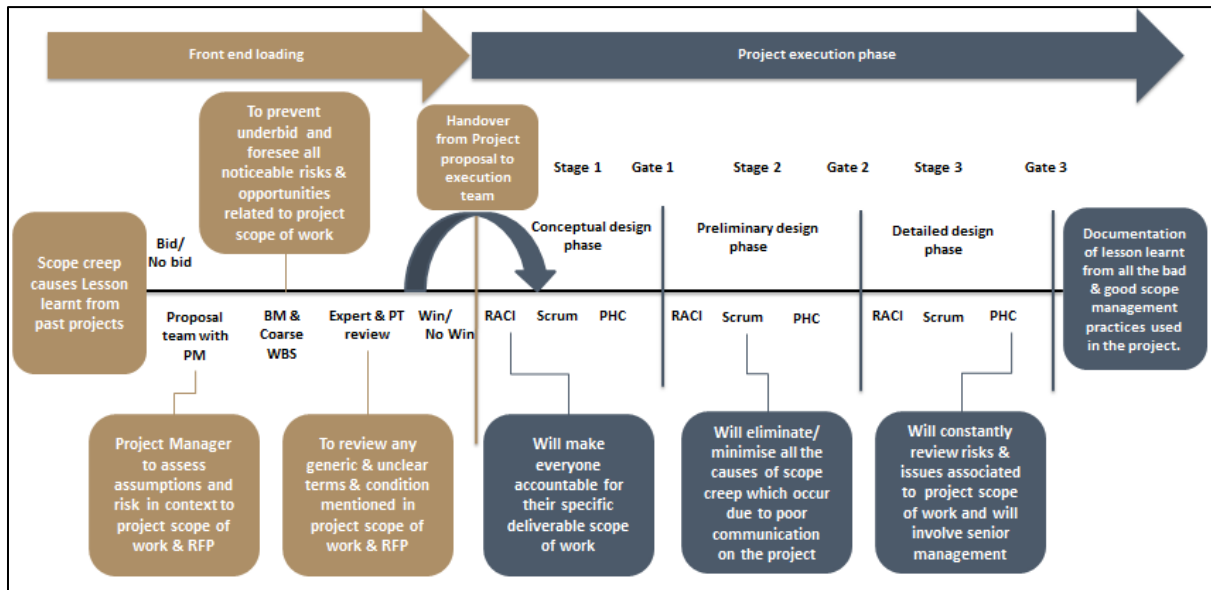 Front end loading
Project execution phase
To prevent
underbid and
foresee all
noticeable risks &
opportunities
related to project
scope of work
Handover
from Project
proposal to
execution
team
Stage 1
Gate 1
Stage 2
Gate 2
Stage 3
Gate 3
Scope creep
causes Lesson
learnt from
past projects
Bid/
No bid
Conceptual design
phase
Preliminary design
phase
Detailed design
phase
Documentation
of lesson learnt
from all the bad
& good scope
management
practices used
in the project.
Proposal
team with
PM
BM &
Coarse
WBS
Expert & PT
review
Win/
No Win
RACI
Scrum
PHC
RACI
Scrum
PHC
RACI
Scrum
PHC
Project Manager
to assess
assumptions and
risk in context to
project scope of
work & RFP
To review any
generic & unclear
terms & condition
mentioned in
project scope of
work & RFP
Will make
everyone
accountable for
their specific
deliverable scope
of work
Will eliminate/
minimise all the
causes of scope
creep which occur
due to poor
communication
on the project
Will constantly
review risks &
issues associated
to project scope
of work and will
involve senior
management